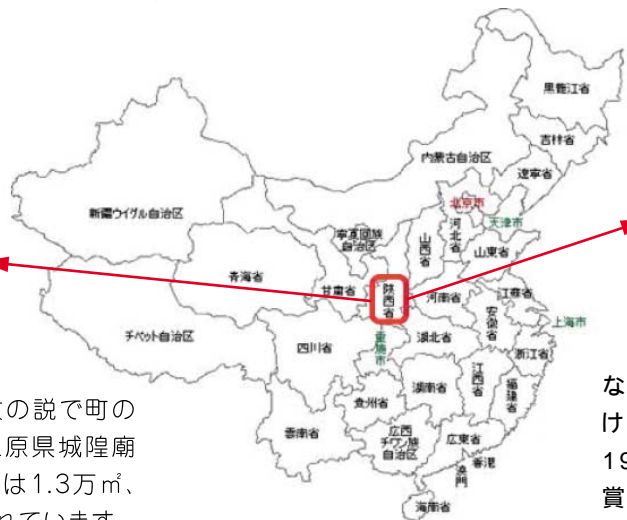 黒龍江省
吉林省
遼寧省
内蒙古自治区
北京市
天津市
新疆ウイグル自治区
寧夏回族
自治区
山西省
河北省
山東省
青海省
甘粛省
陝西省
河南省
江蘇省
安徽省
上海市
チベット自治区
四川省
重慶市
湖北省
浙江省
江西省
湖南省
福建省
貴州省
雲南省
広西
チワン族
自治区
広東省
香港
澳門
海南省
の説で町の
原県城隍廟
は1.3万㎡、
れています。
な
け
19
賞